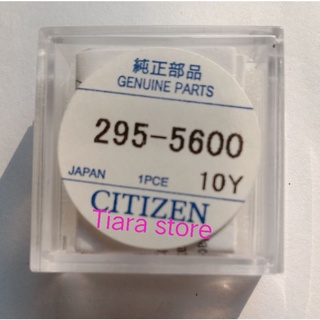 純正部品
GENUINE PARTS
295-5600
JAPAN 1PCE 10Y
CITIZEN
Tiara store